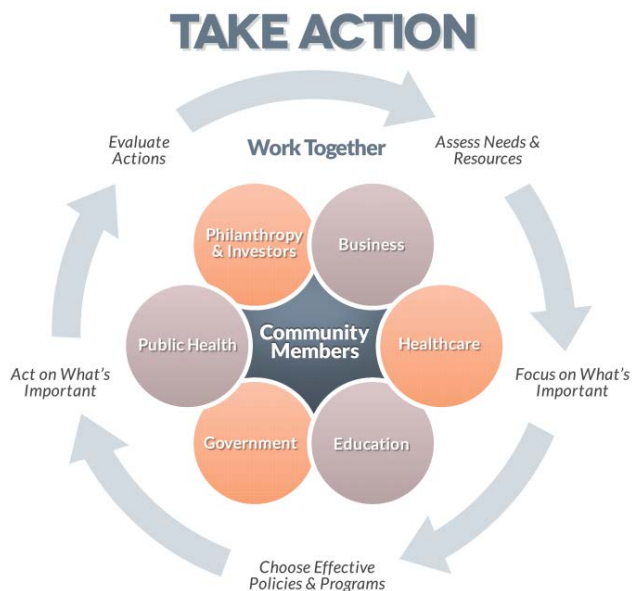 TAKE ACTION
Evaluate
Actions
Work Together
Assess Needs &
Resources
Philanthropy
& Investors
Business
Public Health
Community
Members
Healthcare
Act on What's
Important
Focus on What's
Important
Government
Education
Choose Effective
Policies & Programs